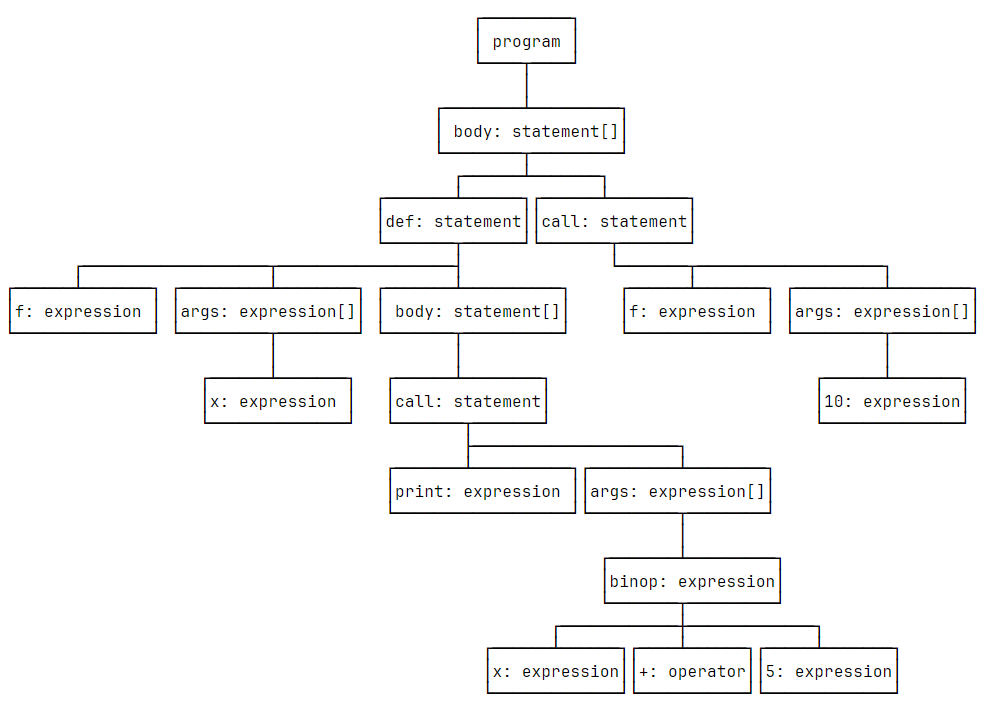 program
body: statement[]
def: statement
call: statement
f: expression
args: expression[]
body: statement[]
f: expression
args: expression[]
x: expression
call: statement
10: expression
print: expression
args: expression[]
binop: expression
x: expression
+: operator
5: expression